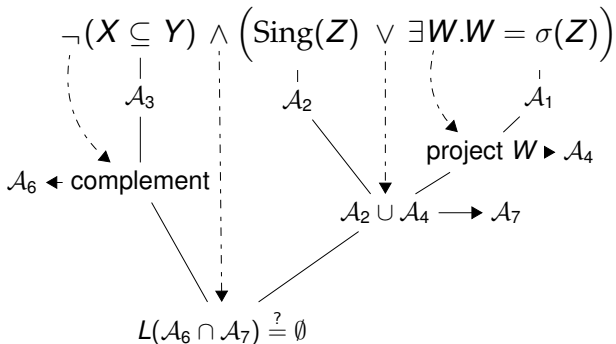 ¬(X ⊆ Y) ∧ (Sing(Z) ∨ ∃W.W = σ(Z))
𝒜₃ 𝒜₂ 𝒜₁
𝒜₆ complement project W 𝒜₄
𝒜₂ ∪ 𝒜₄ 𝒜₇
L(𝒜₆ ∩ 𝒜₇) ≟ ∅